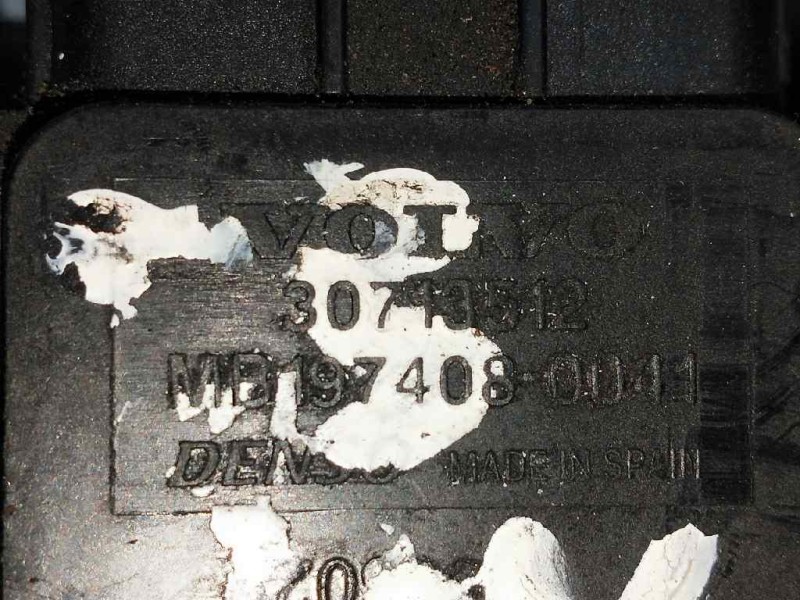 VOLVO
30713512
MB197408-0041
DENSO MADE IN SPAIN